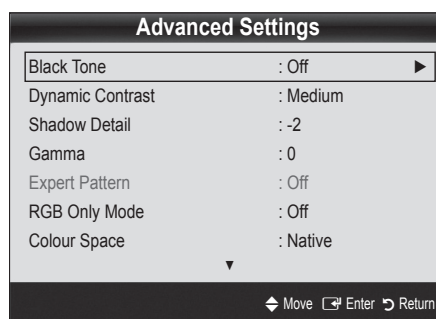 Advanced Settings
Black Tone : Off ▶
Dynamic Contrast : Medium
Shadow Detail : -2
Gamma : 0
Expert Pattern : Off
RGB Only Mode : Off
Colour Space : Native
▼
Move Enter Return